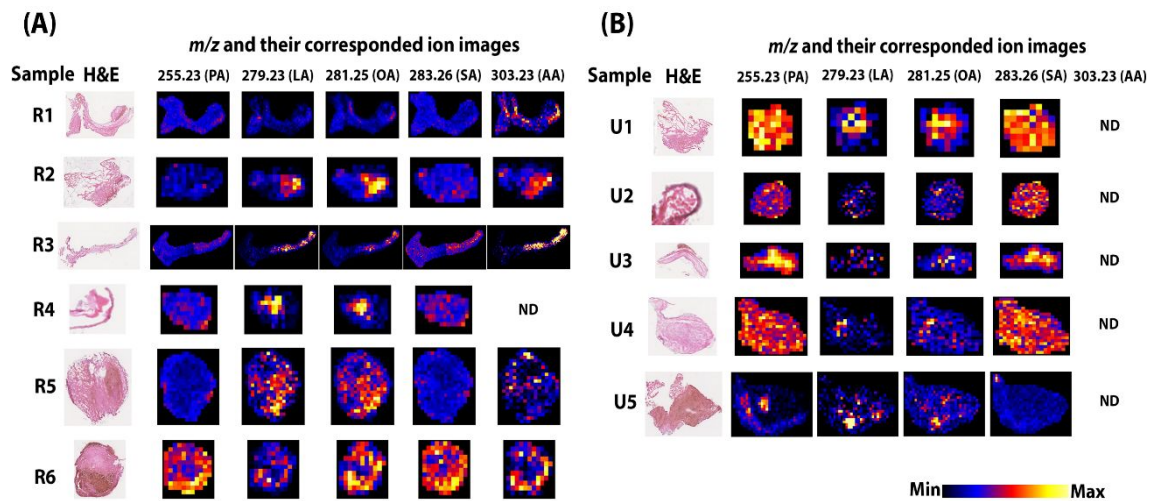 (A)
m/z and their corresponded ion images
Sample H&E 255.23 (PA) 279.23 (LA) 281.25 (OA) 283.26 (SA) 303.23 (AA)
R1
R2
R3
R4 ND
R5
R6
(B)
m/z and their corresponded ion images
Sample H&E 255.23 (PA) 279.23 (LA) 281.25 (OA) 283.26 (SA) 303.23 (AA)
U1 ND
U2 ND
U3 ND
U4 ND
U5 ND
Min Max